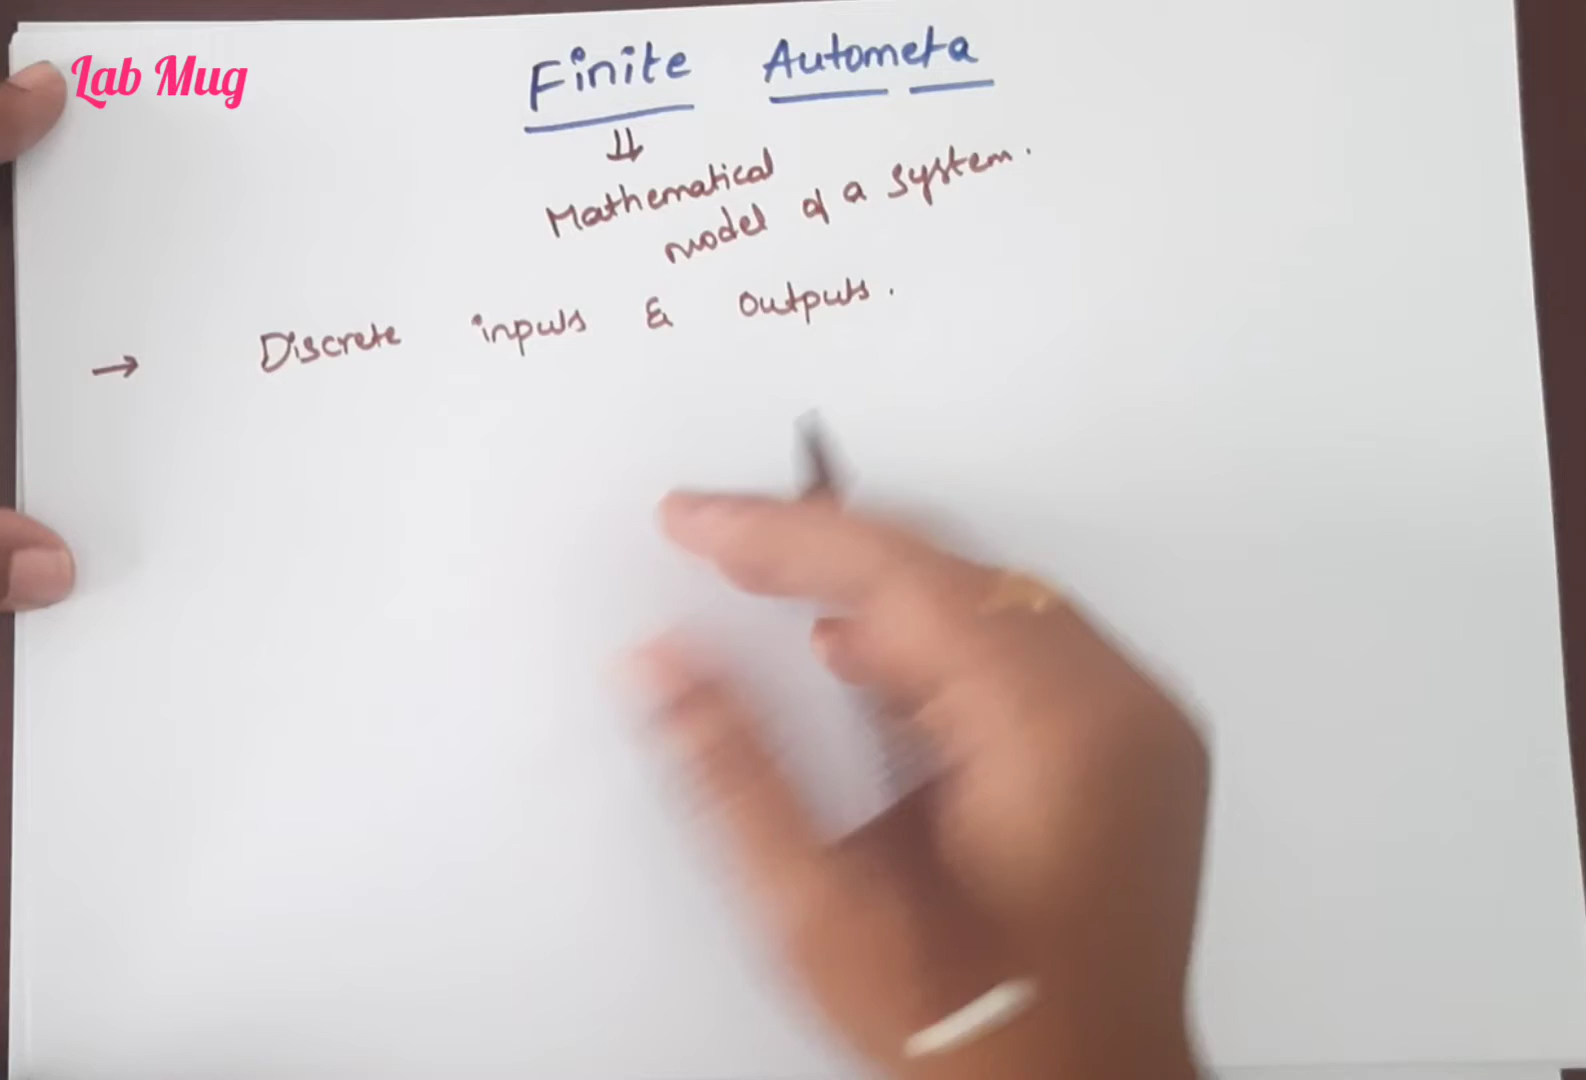 Lab Mug
Finite Autometa
⇓
Mathematical
model of a system.
→ Discrete inputs & outputs.